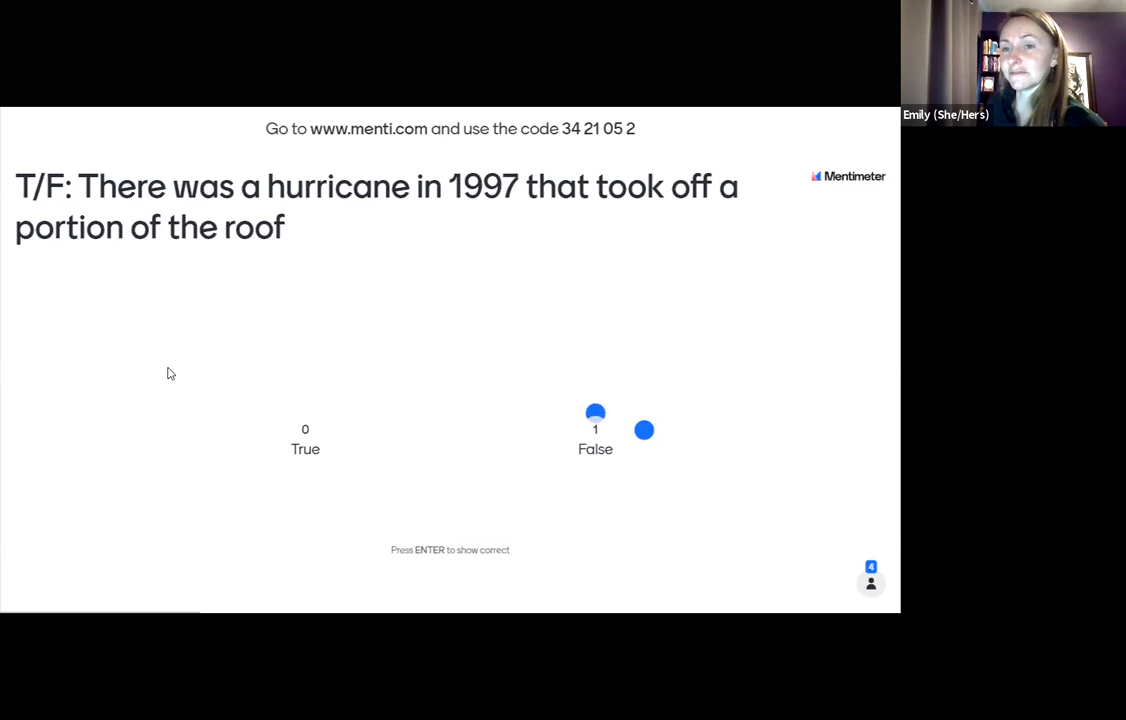 Emily (She/Hers)
Go to www.menti.com and use the code 34 21 05 2
T/F: There was a hurricane in 1997 that took off a
portion of the roof
Mentimeter
0
True
1
False
Press ENTER to show correct
4